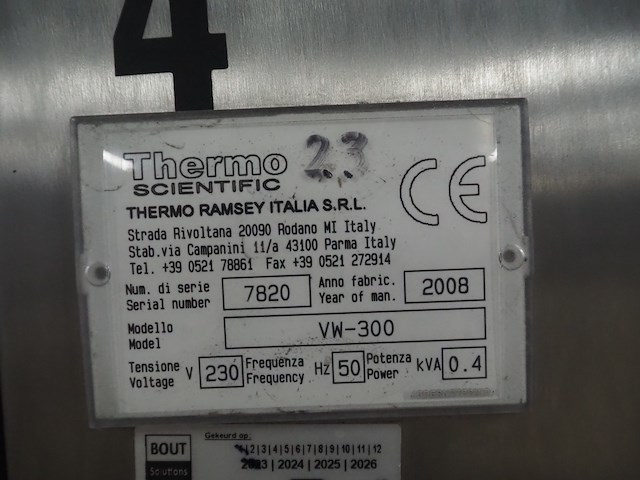 4
Thermo 23
SCIENTIFIC
THERMO RAMSEY ITALIA S.R.L.
CE
Strada Rivoltana 20090 Rodano MI Italy
Stab.via Campanini 11/a 43100 Parma Italy
Tel. +39 0521 78861 Fax +39 0521 272914
Num. di serie 7820 Anno fabric. 2008
Serial number Year of man.
Modello VW-300
Model
Tensione V 230 Frequenza Hz 50 Potenza kVA 0.4
Voltage Frequency Power
BOUT Gekeurd op:
2|3|4|5|6|7|8|9|10|11|12
Solutions 2023 | 2024 | 2025 | 2026